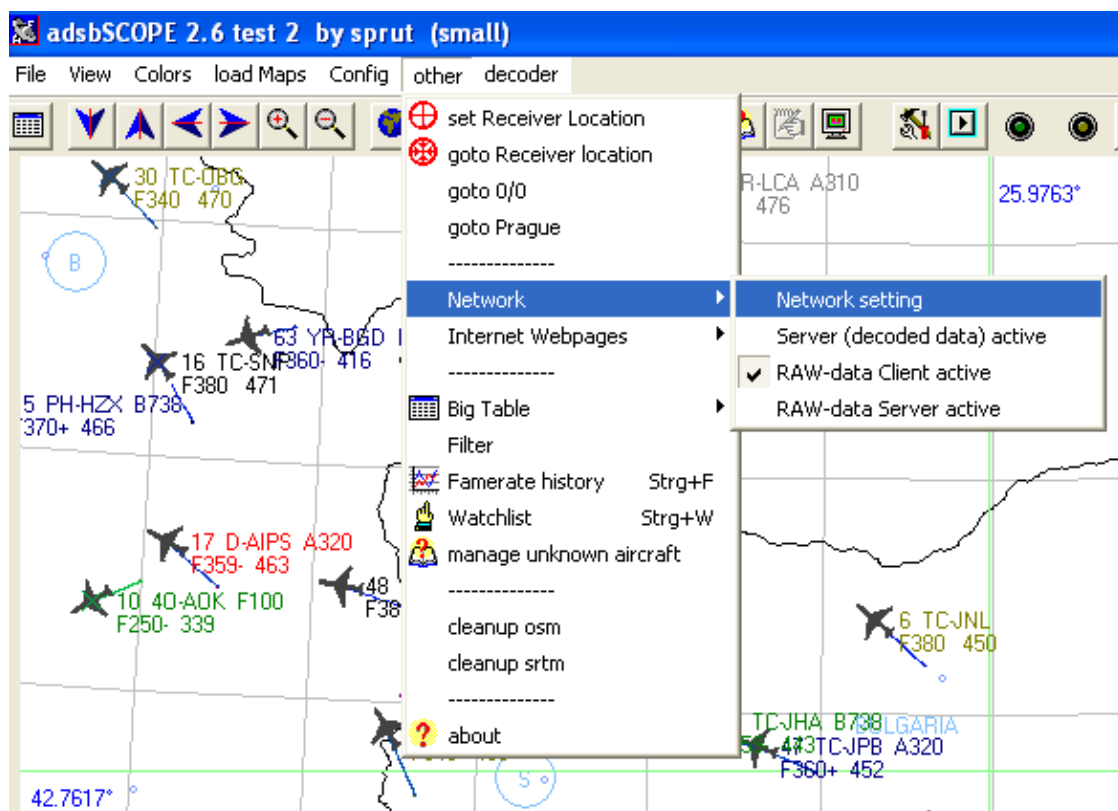 adsbSCOPE 2.6 test 2 by sprut (small)
File View Colors load Maps Config other decoder
set Receiver Location
goto Receiver location
goto 0/0
goto Prague
--------------
Network
Internet Webpages
--------------
Big Table
Filter
Famerate history Strg+F
Watchlist Strg+W
manage unknown aircraft
--------------
cleanup osm
cleanup srtm
--------------
about
Network setting
Server (decoded data) active
RAW-data Client active
RAW-data Server active
30 TC-OBG
F340 470
R-LCA A310
476
25.9763°
B
63 YR-BGD
F360- 416
16 TC-SNF
F380 471
5 PH-HZX B738
370+ 466
17 D-AIPS A320
F359- 463
10 4O-AOK F100
F250- 339
48
F38
6 TC-JNL
F380 450
TC-JHA B738
BULGARIA
473
TC-JPB A320
F360+ 452
S
42.7617°